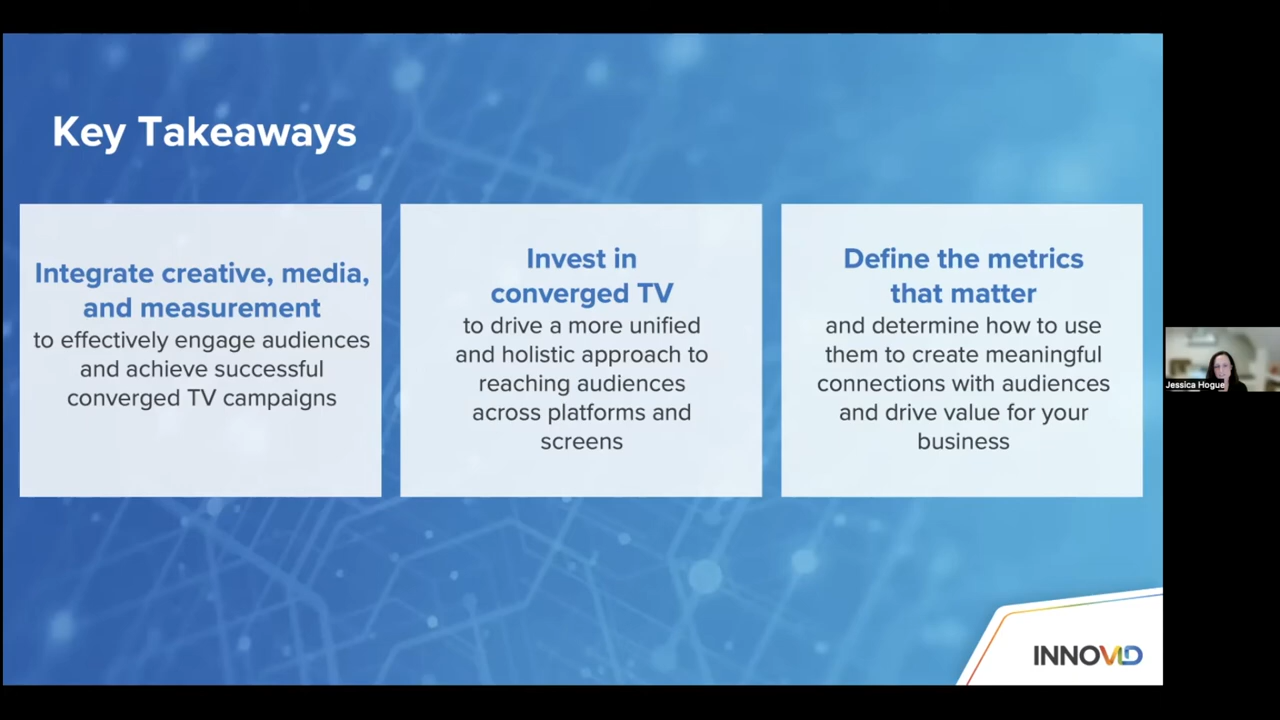 Key Takeaways
Integrate creative, media,
and measurement
to effectively engage audiences
and achieve successful
converged TV campaigns
Invest in
converged TV
to drive a more unified
and holistic approach to
reaching audiences
across platforms and
screens
Define the metrics
that matter
and determine how to use
them to create meaningful
connections with audiences
and drive value for your
business
Jessica Hogue
INNOVID